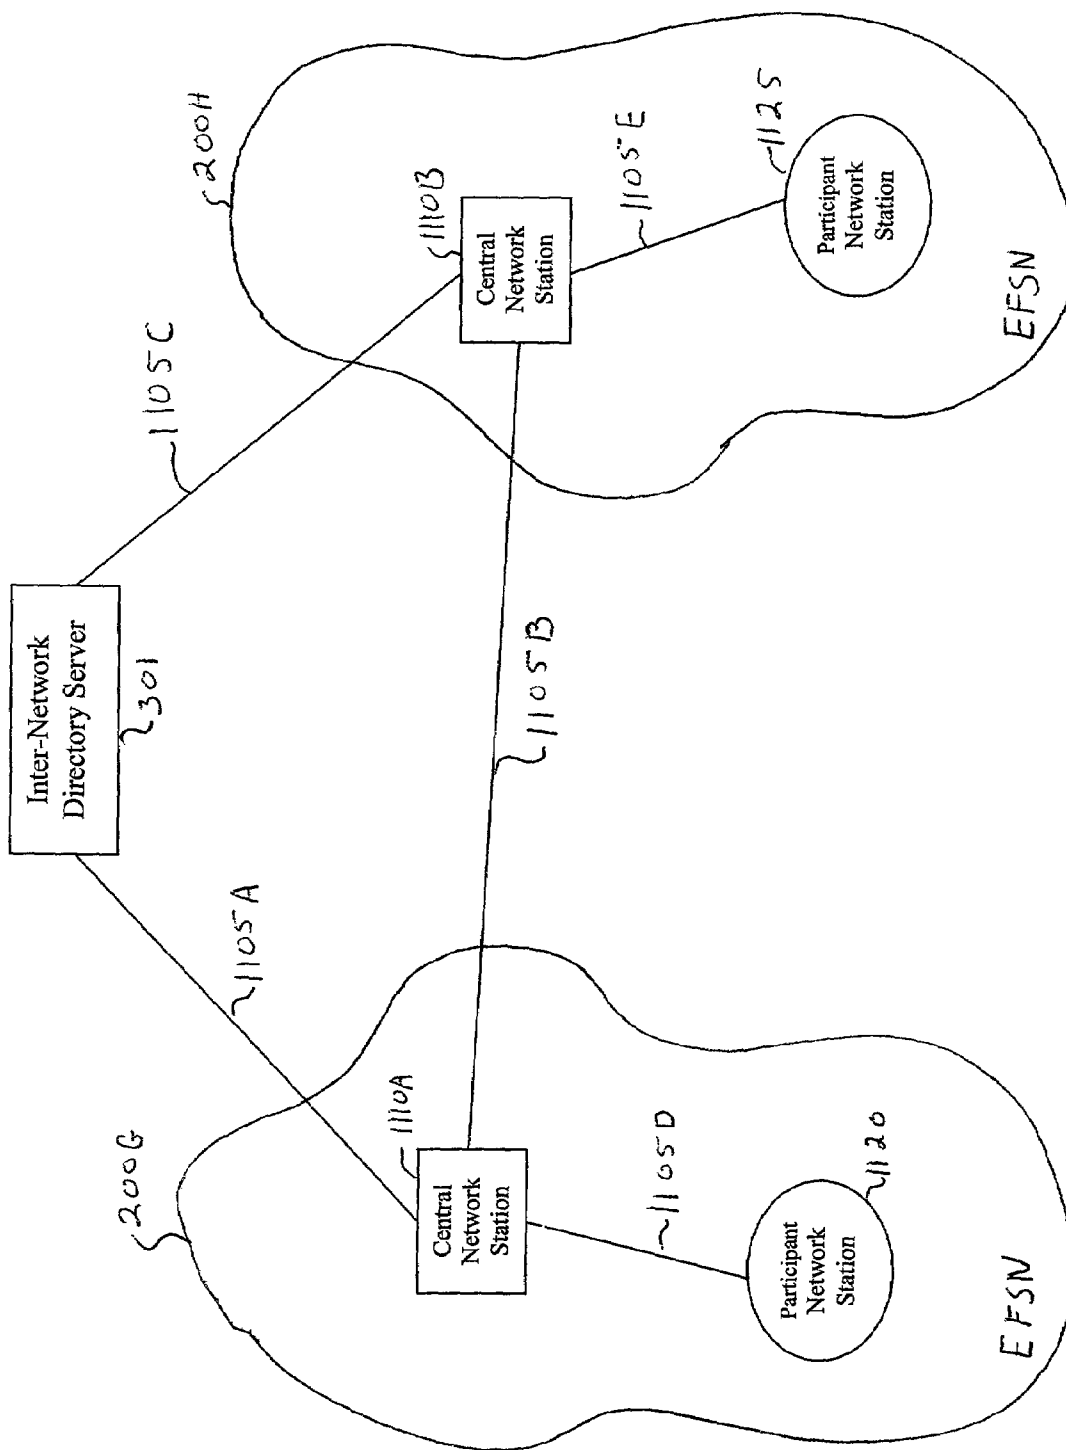 Inter-Network
Directory Server
301
1105A
1105C
200G
200H
1110A
1110B
Central
Network
Station
Central
Network
Station
1105B
1105D
1105E
1120
1125
Participant
Network
Station
Participant
Network
Station
EFSN
EFSN